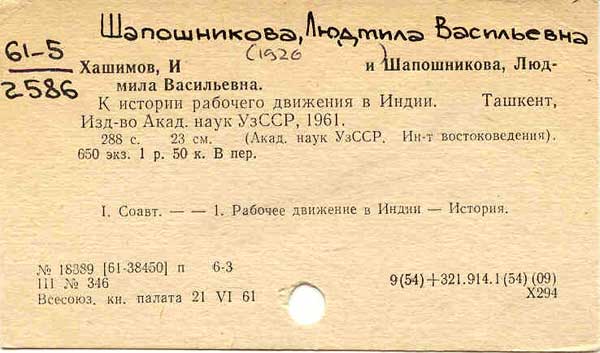 Шапошникова, Людмила Васильевна
(1926 )
61-5
2586
Хашимов, И и Шапошникова, Люд-
мила Васильевна.
К истории рабочего движения в Индии. Ташкент,
Изд-во Акад. наук УзССР, 1961.
288 с. 23 см. (Акад. наук УзССР. Ин-т востоковедения).
650 экз. 1 р. 50 к. В пер.
I. Соавт. — — 1. Рабочее движение в Индии — История.
№ 18389 [61-38450] п 6-3
III № 346
Всесоюз. кн. палата 21 VI 61
9(54)+321.914.1(54) (09)
X294